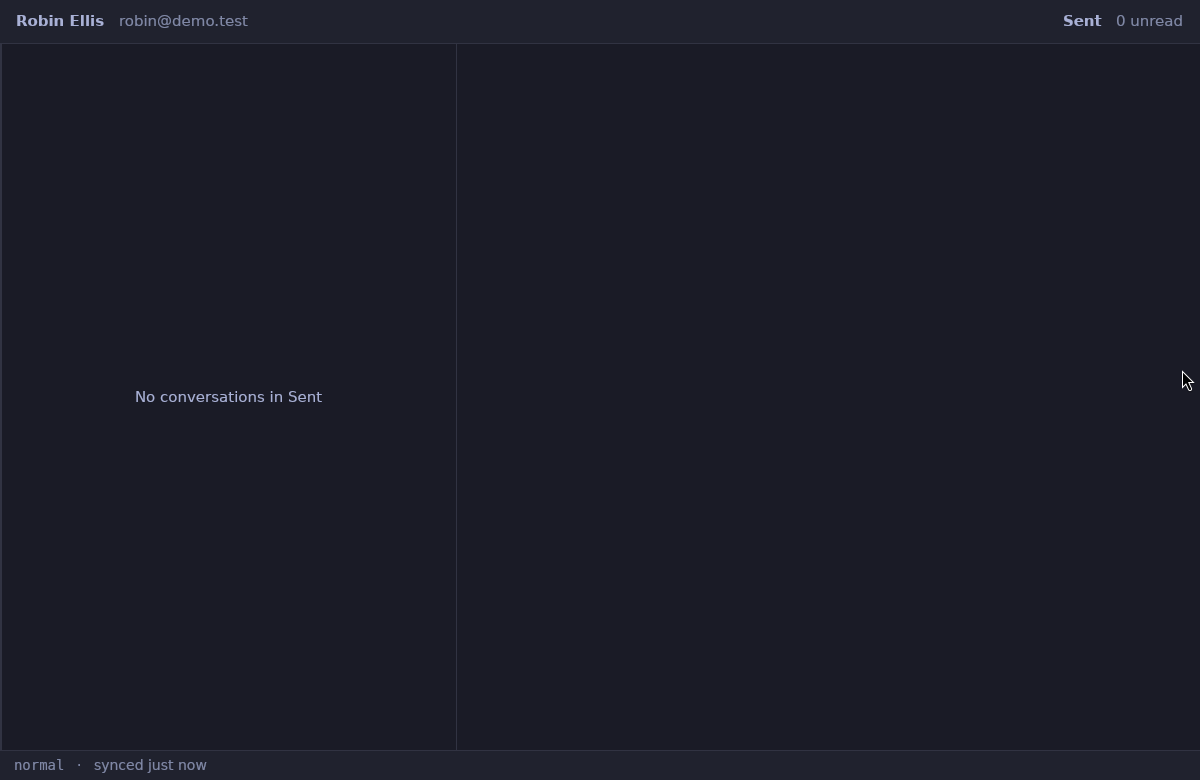 Robin Ellis robin@demo.test Sent 0 unread
No conversations in Sent
normal · synced just now